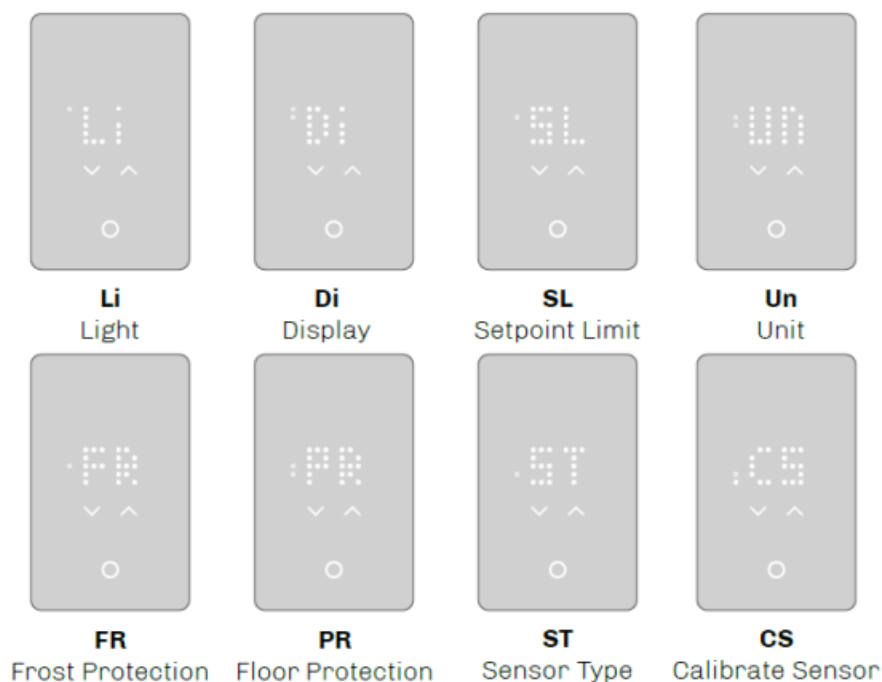 Li Di SL Un
Li Di SL Un
Light Display Setpoint Limit Unit
FR PR ST CS
FR PR ST CS
Frost Protection Floor Protection Sensor Type Calibrate Sensor